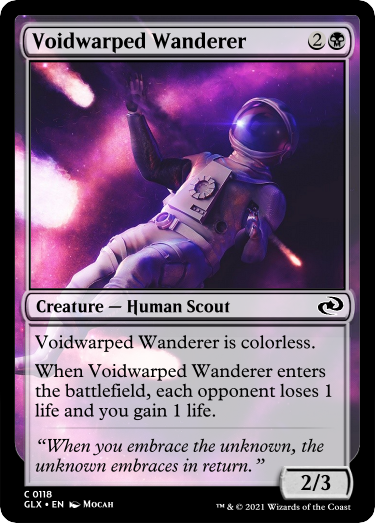 Voidwarped Wanderer 2
Creature — Human Scout
Voidwarped Wanderer is colorless.
When Voidwarped Wanderer enters
the battlefield, each opponent loses 1
life and you gain 1 life.
“When you embrace the unknown, the
unknown embraces in return.”
2/3
C 0118
GLX • EN Mocah
™ & © 2021 Wizards of the Coast